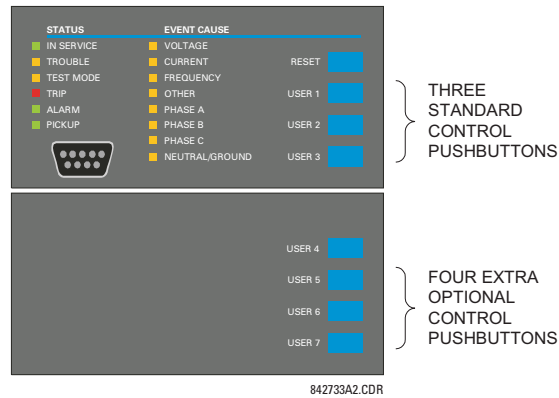 STATUS
IN SERVICE
TROUBLE
TEST MODE
TRIP
ALARM
PICKUP
EVENT CAUSE
VOLTAGE
CURRENT
FREQUENCY
OTHER
PHASE A
PHASE B
PHASE C
NEUTRAL/GROUND
RESET
USER 1
USER 2
USER 3
THREE
STANDARD
CONTROL
PUSHBUTTONS
USER 4
USER 5
USER 6
USER 7
FOUR EXTRA
OPTIONAL
CONTROL
PUSHBUTTONS
842733A2.CDR